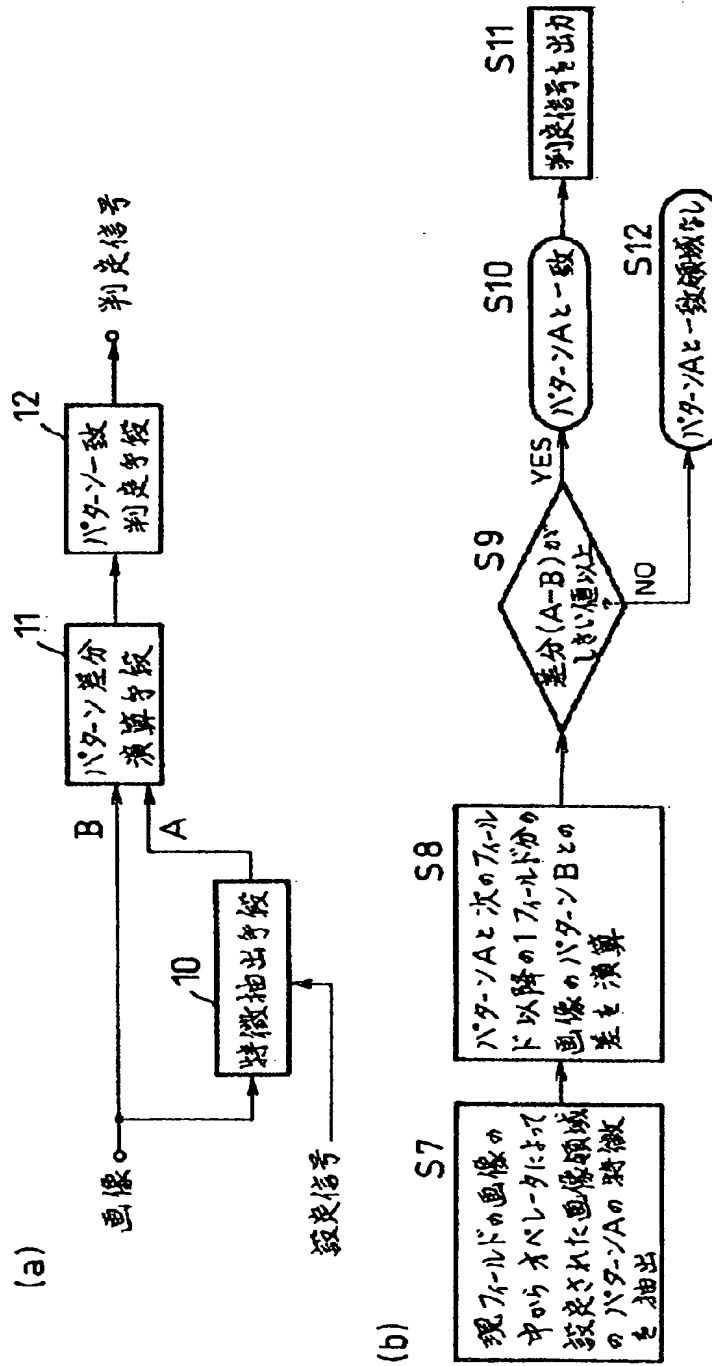 (a)
画像
設定信号
10
特徴抽出手段
B
A
11
パターン差分
演算手段
12
パターン一致
判定手段
判定信号
(b)
S7
現フィールドの画像の
中からオペレータによって
設定された画像領域
のパターンAの特徴
を抽出
S8
パターンAと次のフィール
ド以降の1フィールド分の
画像のパターンBとの
差を演算
S9
差分(A-B)が
しきい値以上
?
YES
NO
S10
パターンAと一致
S11
判定信号を出力
S12
パターンAと一致領域なし